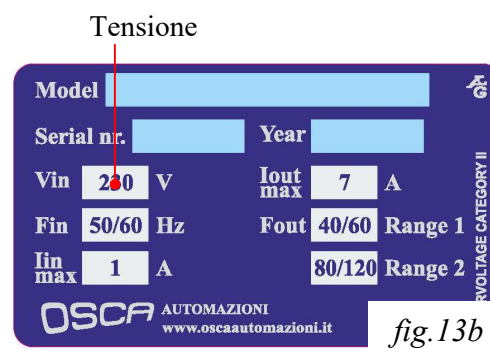 Tensione
Model
Serial nr. Year
Vin 230 V Iout max 7 A
Fin 50/60 Hz Fout 40/60 Range 1
Iin max 1 A 80/120 Range 2
OSCA AUTOMAZIONI
www.oscaautomazioni.it
CATEGORY II
fig.13b